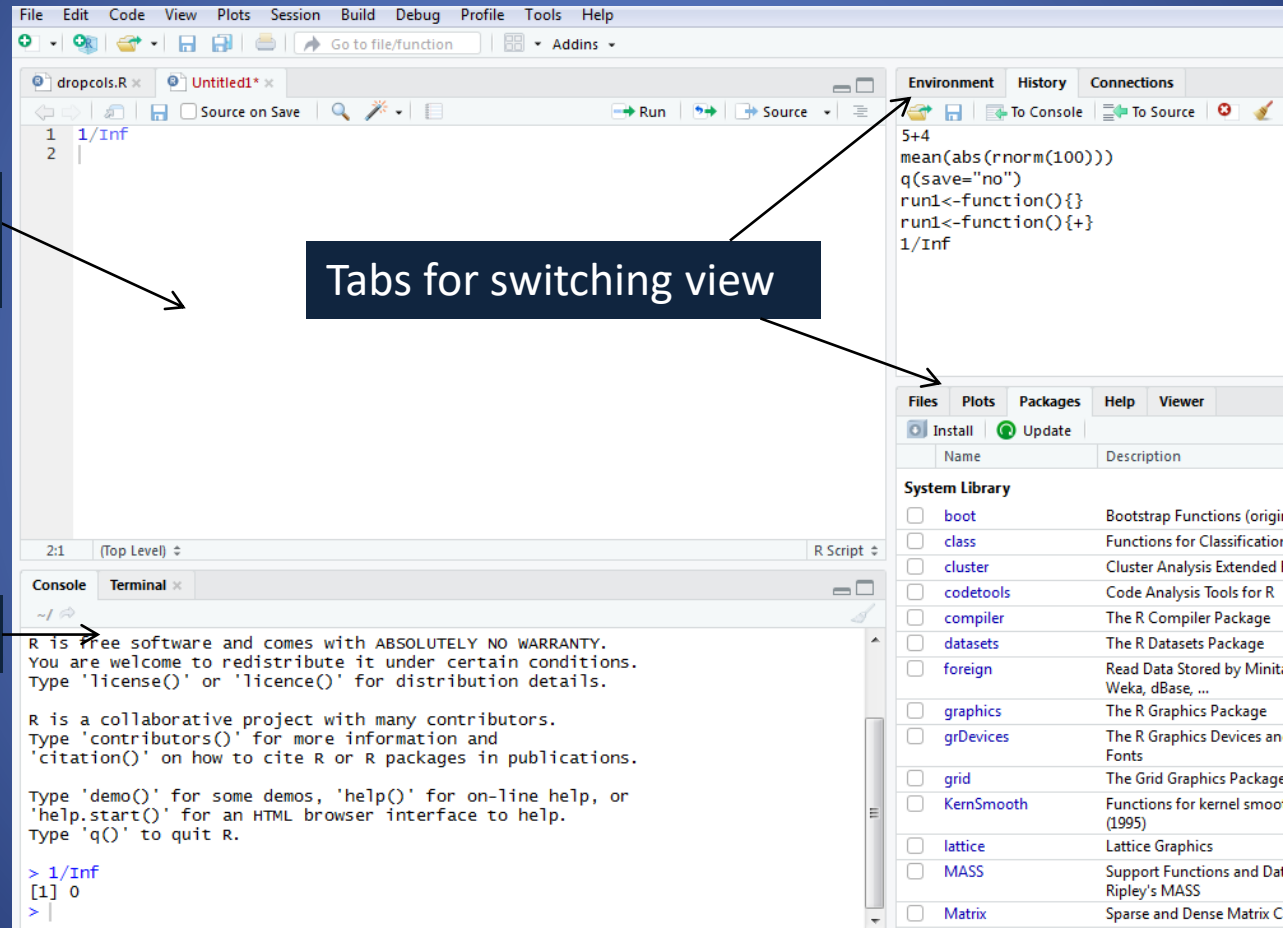 File Edit Code View Plots Session Build Debug Profile Tools Help
Go to file/function Addins
dropcols.R Untitled1*
Source on Save Run Source
1 1/Inf
2
Tabs for switching view
2:1 (Top Level) R Script
Console Terminal
~/
R is free software and comes with ABSOLUTELY NO WARRANTY.
You are welcome to redistribute it under certain conditions.
Type 'license()' or 'licence()' for distribution details.
R is a collaborative project with many contributors.
Type 'contributors()' for more information and
'citation()' on how to cite R or R packages in publications.
Type 'demo()' for some demos, 'help()' for on-line help, or
'help.start()' for an HTML browser interface to help.
Type 'q()' to quit R.
> 1/Inf
[1] 0
>
Environment History Connections
To Console To Source
5+4
mean(abs(rnorm(100)))
q(save="no")
run1<-function(){}
run1<-function(){+}
1/Inf
Files Plots Packages Help Viewer
Install Update
Name Description
System Library
boot Bootstrap Functions
class Functions for
cluster Cluster Analysis Extended
codetools Code Analysis Tools for R
compiler The R Compiler Package
datasets The R Datasets Package
foreign Read Data Stored by
Weka, dBase, ...
graphics The R Graphics Package
grDevices The R Graphics Devices
Fonts
grid The Grid Graphics Package
KernSmooth Functions for kernel
(1995)
lattice Lattice Graphics
MASS Support Functions and
Ripley's MASS
Matrix Sparse and Dense Matrix